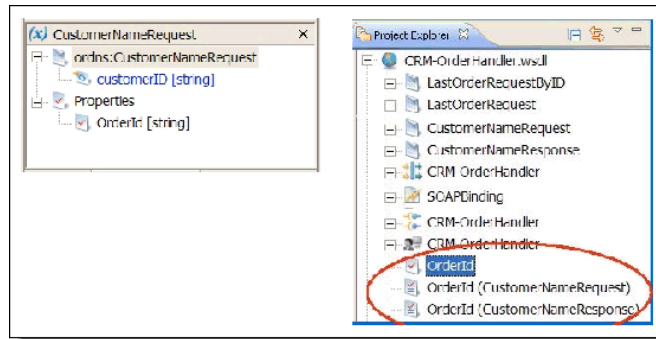 (x) CustomerNameRequest
ordns:CustomerNameRequest
customerID [string]
Properties
OrderId [string]
Project Explorer
CRM-OrderHandler.wsdl
LastOrderRequestByID
LastOrderRequest
CustomerNameRequest
CustomerNameResponse
CRM OrderHandler
SOAPBinding
CRM-OrderHandler
CRM-OrderHandler
OrderId
OrderId (CustomerNameRequest)
OrderId (CustomerNameResponse)